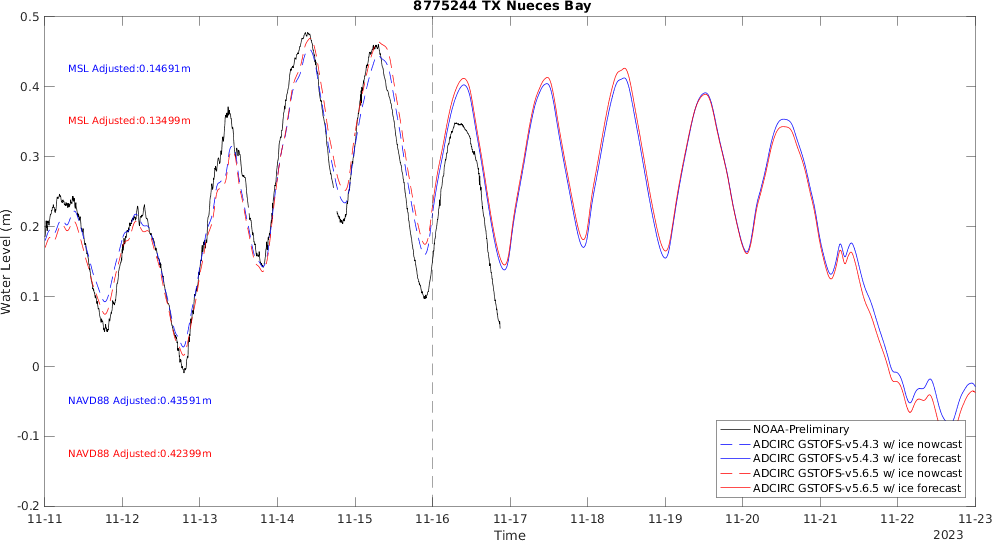 8775244 TX Nueces Bay
0.5
0.4
0.3
0.2
0.1
0
-0.1
-0.2
Water Level (m)
MSL Adjusted:0.14691m
MSL Adjusted:0.13499m
NAVD88 Adjusted:0.43591m
NAVD88 Adjusted:0.42399m
NOAA-Preliminary
ADCIRC GSTOFS-v5.4.3 w/ ice nowcast
ADCIRC GSTOFS-v5.4.3 w/ ice forecast
ADCIRC GSTOFS-v5.6.5 w/ ice nowcast
ADCIRC GSTOFS-v5.6.5 w/ ice forecast
11-11 11-12 11-13 11-14 11-15 11-16 11-17 11-18 11-19 11-20 11-21 11-22 11-23
Time
2023